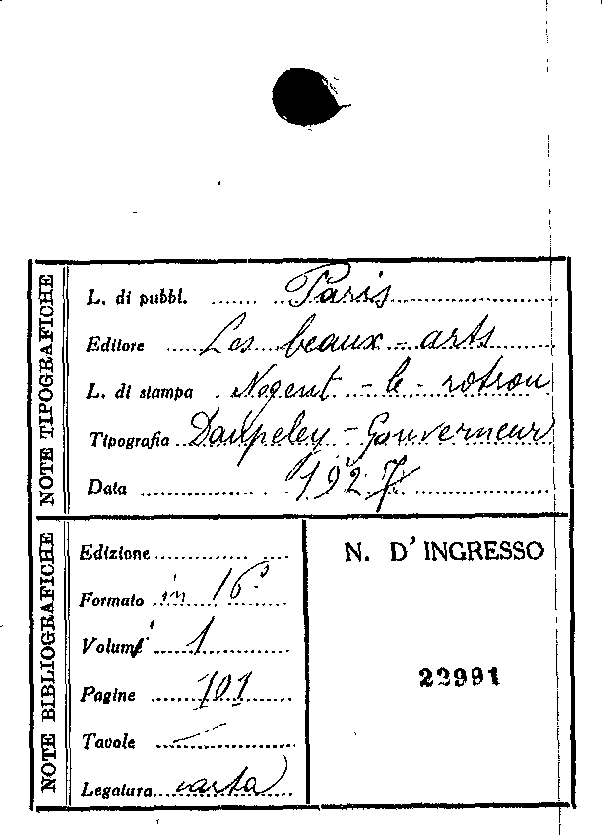 NOTE TIPOGRAFICHE
L. di pubbl. Paris
Editore Les beaux-arts
L. di stampa Nogent-le-rotrou
Tipografia Daupeley-Gouverneur
Data 1927
NOTE BIBLIOGRAFICHE
Edizione
Formato in 16°
Volumi 1
Pagine 101
Tavole —
Legatura carta
N. D'INGRESSO
22991